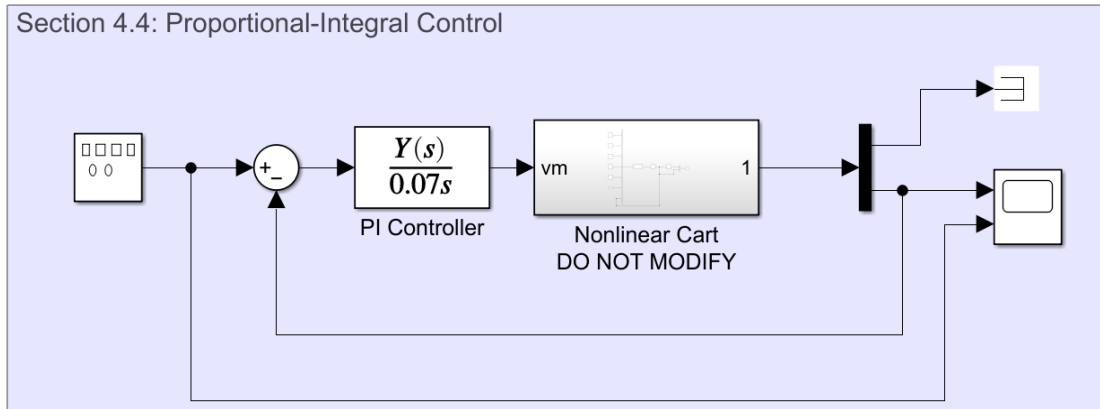 Section 4.4: Proportional-Integral Control
+
−
Y(s)
0.07s
PI Controller
vm
1
Nonlinear Cart
DO NOT MODIFY